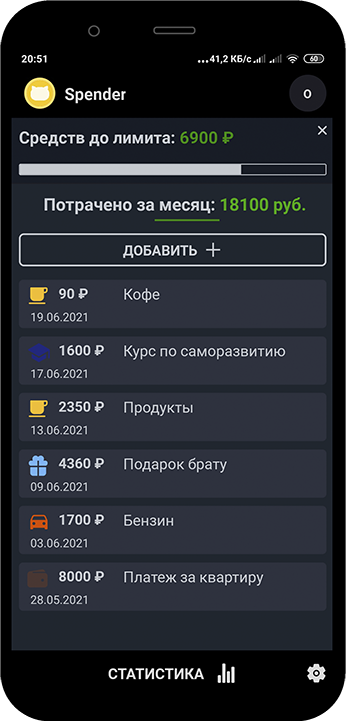 20:51
...41,2 КБ/с 60
Spender
O
Средств до лимита: 6900 ₽
Потрачено за месяц: 18100 руб.
ДОБАВИТЬ +
90 ₽ Кофе
19.06.2021
1600 ₽ Курс по саморазвитию
17.06.2021
2350 ₽ Продукты
13.06.2021
4360 ₽ Подарок брату
09.06.2021
1700 ₽ Бензин
03.06.2021
8000 ₽ Платеж за квартиру
28.05.2021
СТАТИСТИКА